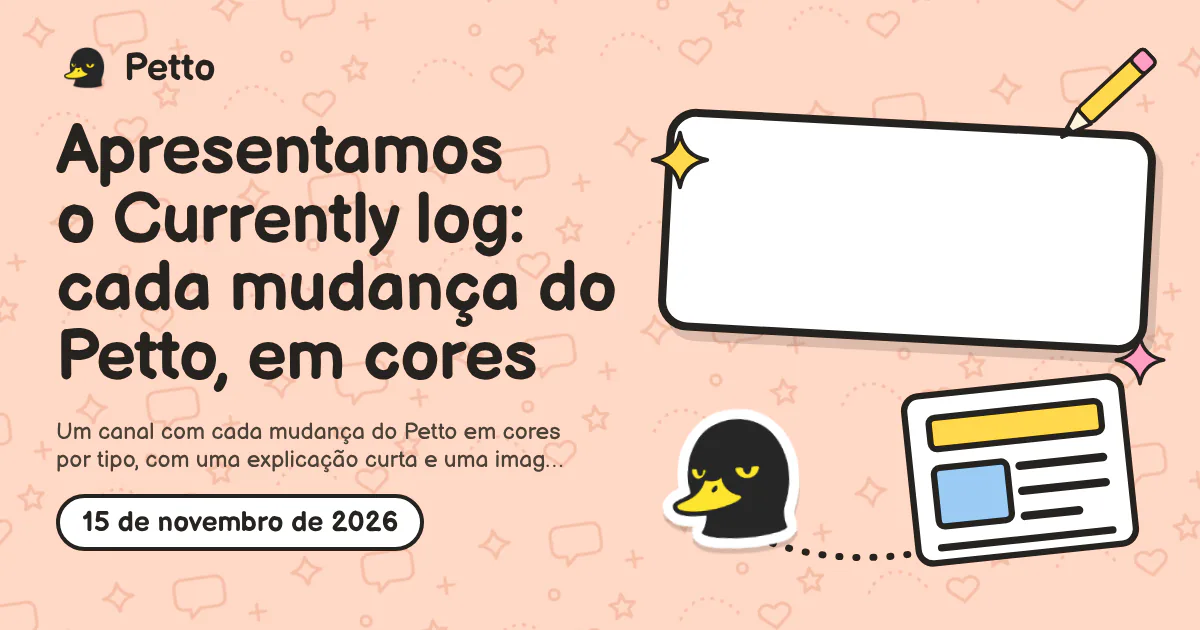 Petto
Apresentamos
o Currently log:
cada mudança do
Petto, em cores
Um canal com cada mudança do Petto em cores
por tipo, com uma explicação curta e uma imag...
15 de novembro de 2026